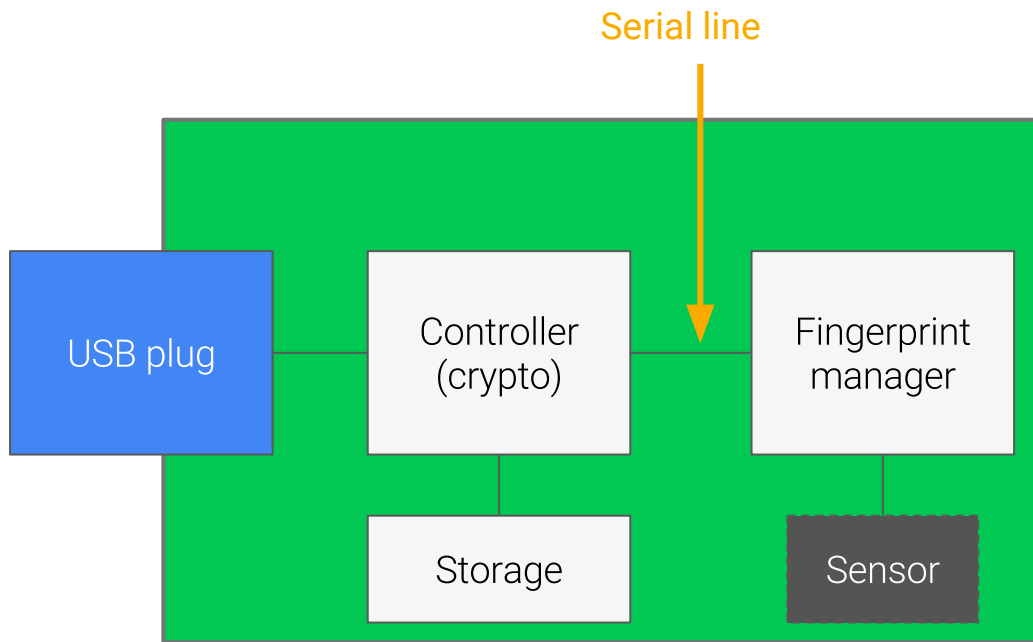 Serial line
USB plug
Controller
(crypto)
Fingerprint
manager
Storage
Sensor